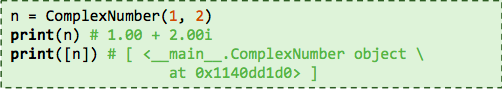 n = ComplexNumber(1, 2)
print(n) # 1.00 + 2.00i
print([n]) # [ <__main__.ComplexNumber object \
at 0x1140dd1d0> ]